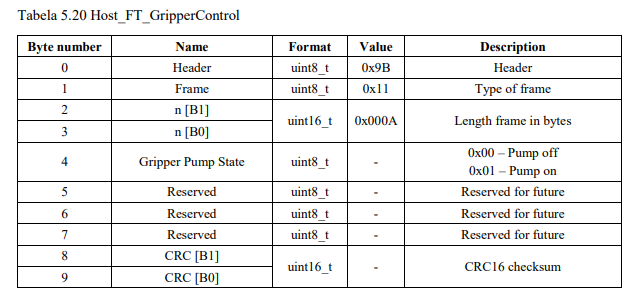 Tabela 5.20 Host_FT_GripperControl
Byte number Name Format Value Description
0 Header uint8_t 0x9B Header
1 Frame uint8_t 0x11 Type of frame
2 n [B1] uint16_t 0x000A Length frame in bytes
3 n [B0]
4 Gripper Pump State uint8_t - 0x00 – Pump off
0x01 – Pump on
5 Reserved uint8_t - Reserved for future
6 Reserved uint8_t - Reserved for future
7 Reserved uint8_t - Reserved for future
8 CRC [B1] uint16_t - CRC16 checksum
9 CRC [B0]